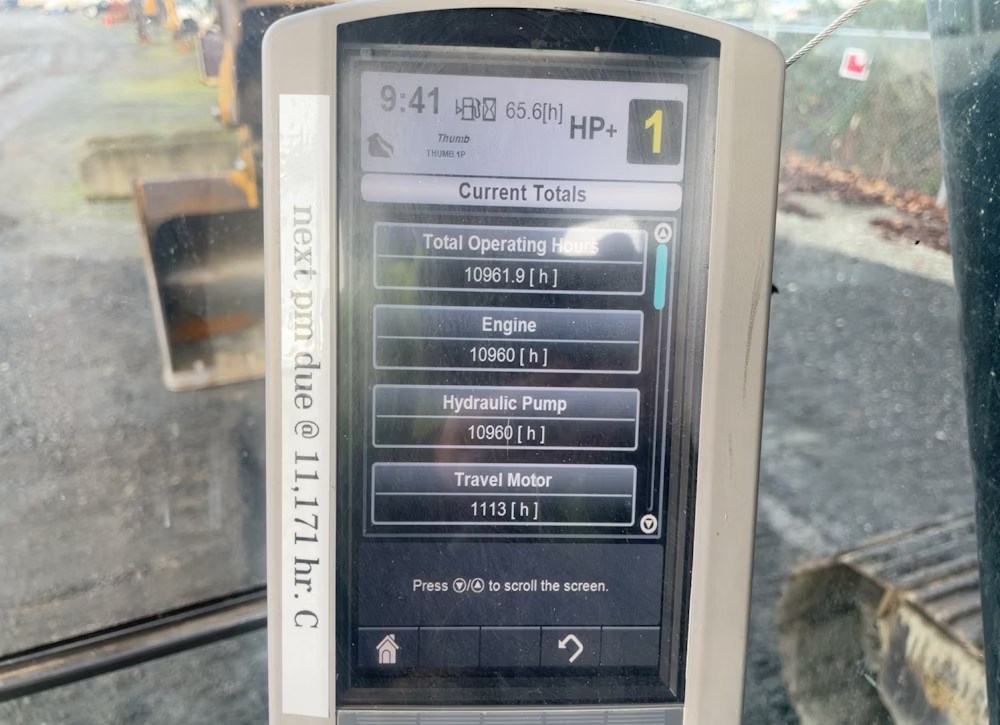 9:41 65.6[h] HP+ 1
Thumb
THUMB 1P
Current Totals
Total Operating Hours
10961.9 [ h ]
Engine
10960 [ h ]
Hydraulic Pump
10960 [ h ]
Travel Motor
1113 [ h ]
Press ▼/▲ to scroll the screen.
next pm due @ 11,171 hr. C